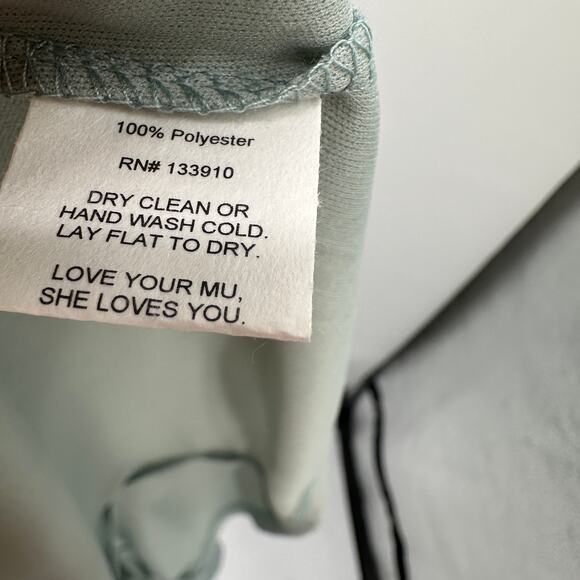 100% Polyester
RN# 133910
DRY CLEAN OR
HAND WASH COLD.
LAY FLAT TO DRY.
LOVE YOUR MU,
SHE LOVES YOU.